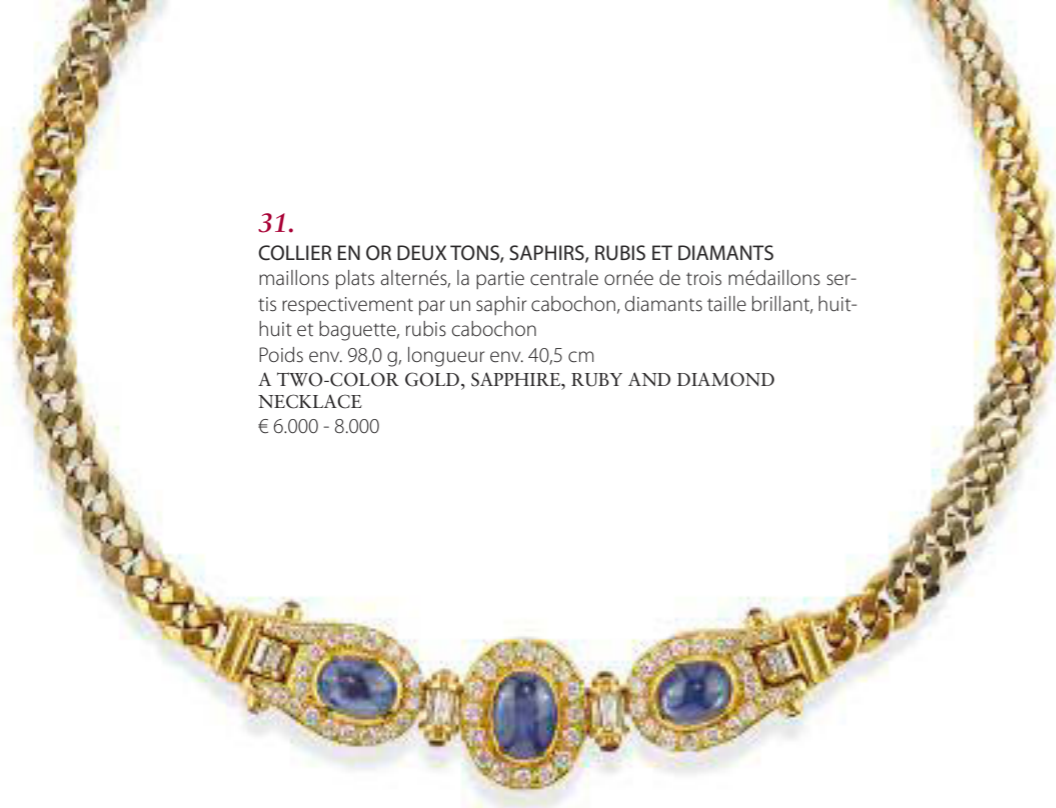 31.
COLLIER EN OR DEUX TONS, SAPHIRS, RUBIS ET DIAMANTS
maillons plats alternés, la partie centrale ornée de trois médaillons ser-
tis respectivement par un saphir cabochon, diamants taille brillant, huit-
huit et baguette, rubis cabochon
Poids env. 98,0 g, longueur env. 40,5 cm
A TWO-COLOR GOLD, SAPPHIRE, RUBY AND DIAMOND
NECKLACE
€ 6.000 - 8.000